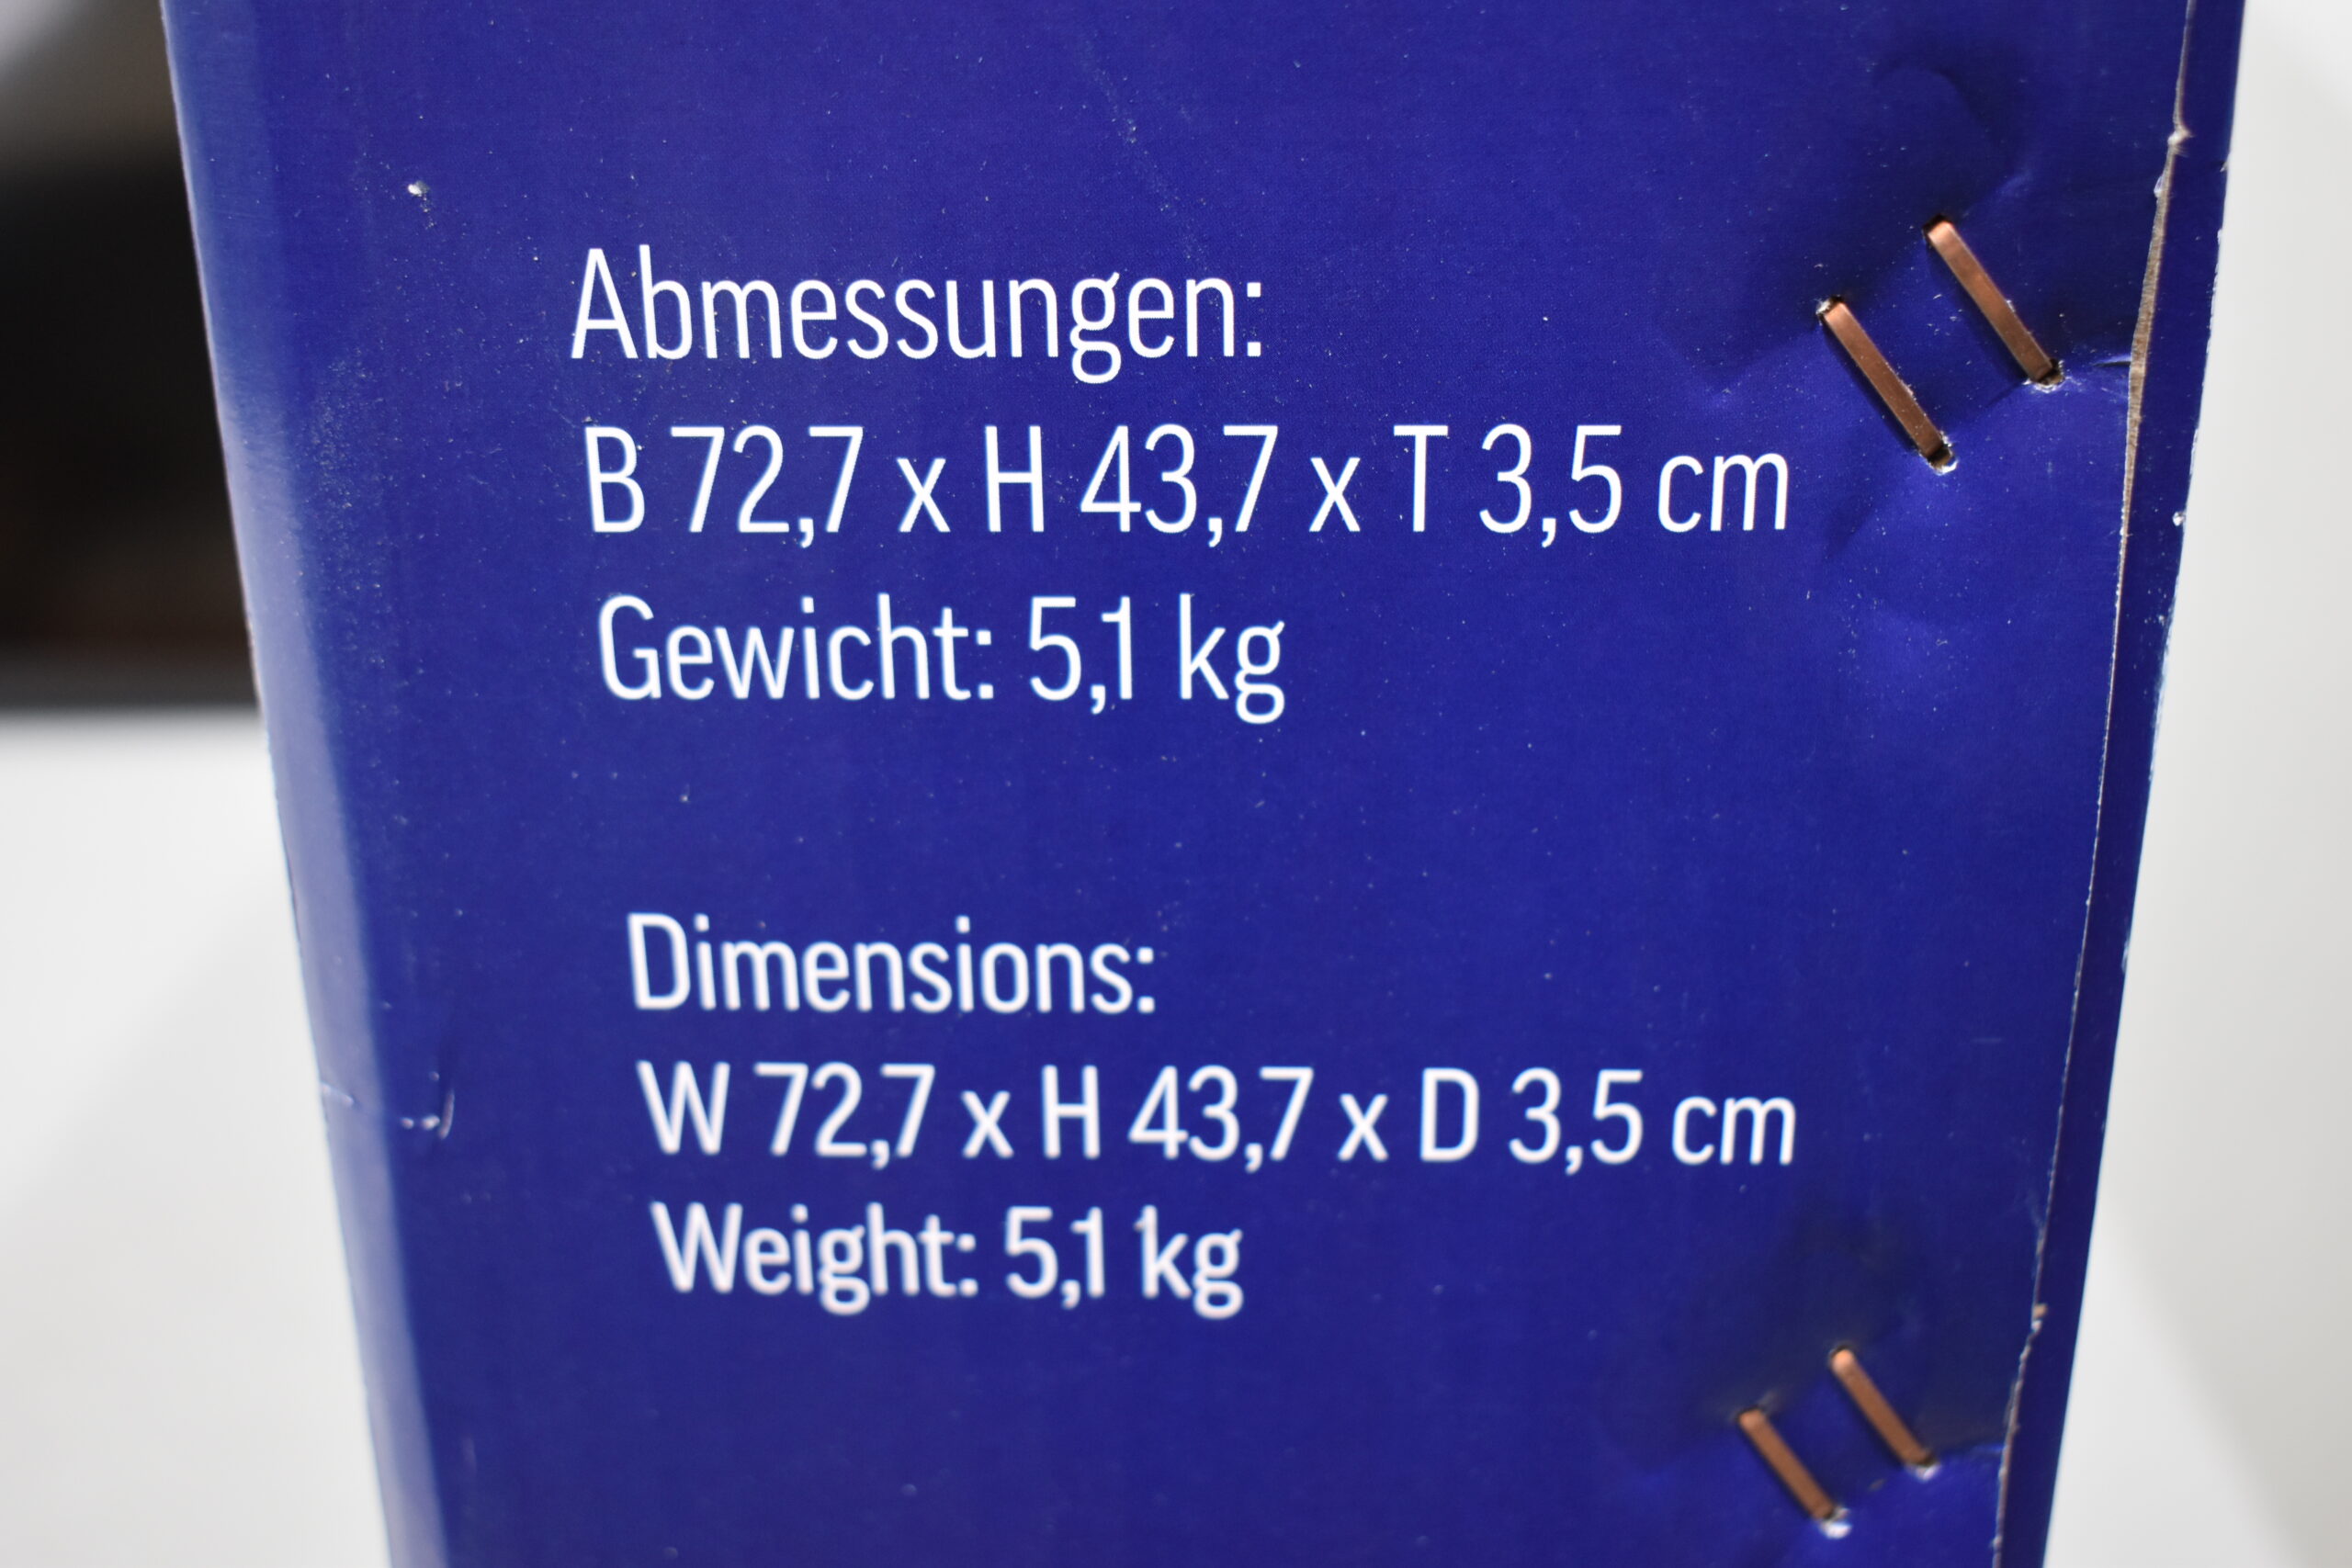 Abmessungen:
B 72,7 x H 43,7 x T 3,5 cm
Gewicht: 5,1 kg
Dimensions:
W 72,7 x H 43,7 x D 3,5 cm
Weight: 5,1 kg